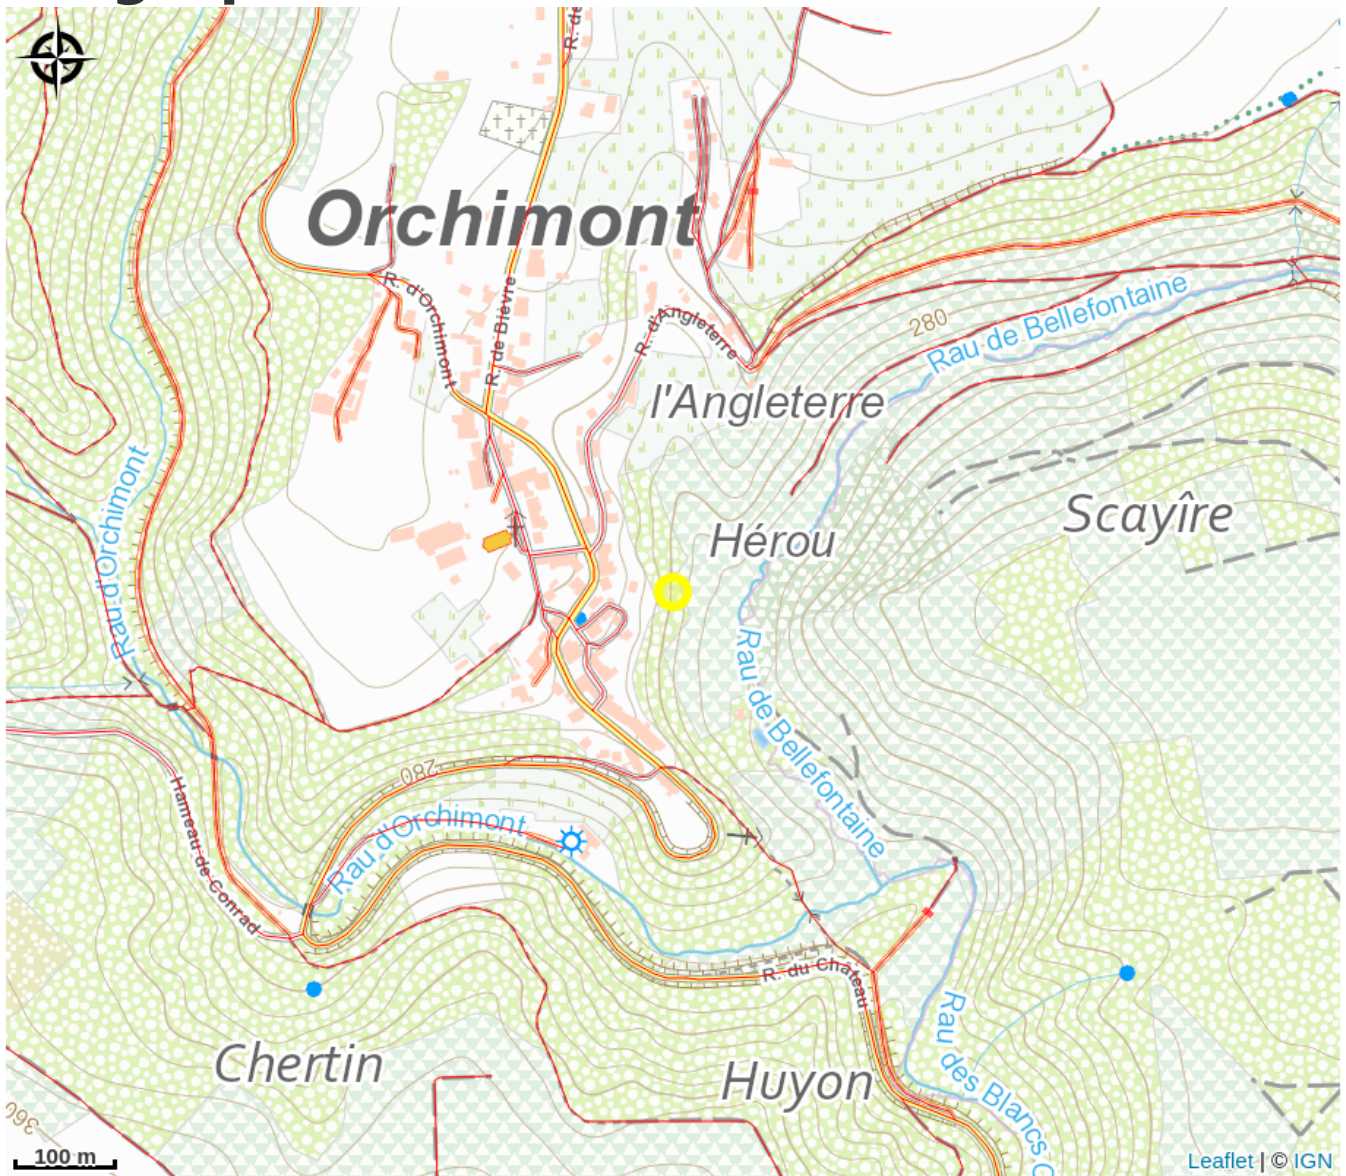 R. de
Orchimont
R. d'Orchimont
R. de Bièvre
R. d'Angleterre
Rau de Bellefontaine
280
l'Angleterre
Scayîre
Hérou
Rau d'Orchimont
Rau de Bellefontaine
280
Hameau de Conrad
Rau d'Orchimont
R. du Château
Rau des Blancs
Chertin
Huyon
360
100 m
Leaflet | © IGN